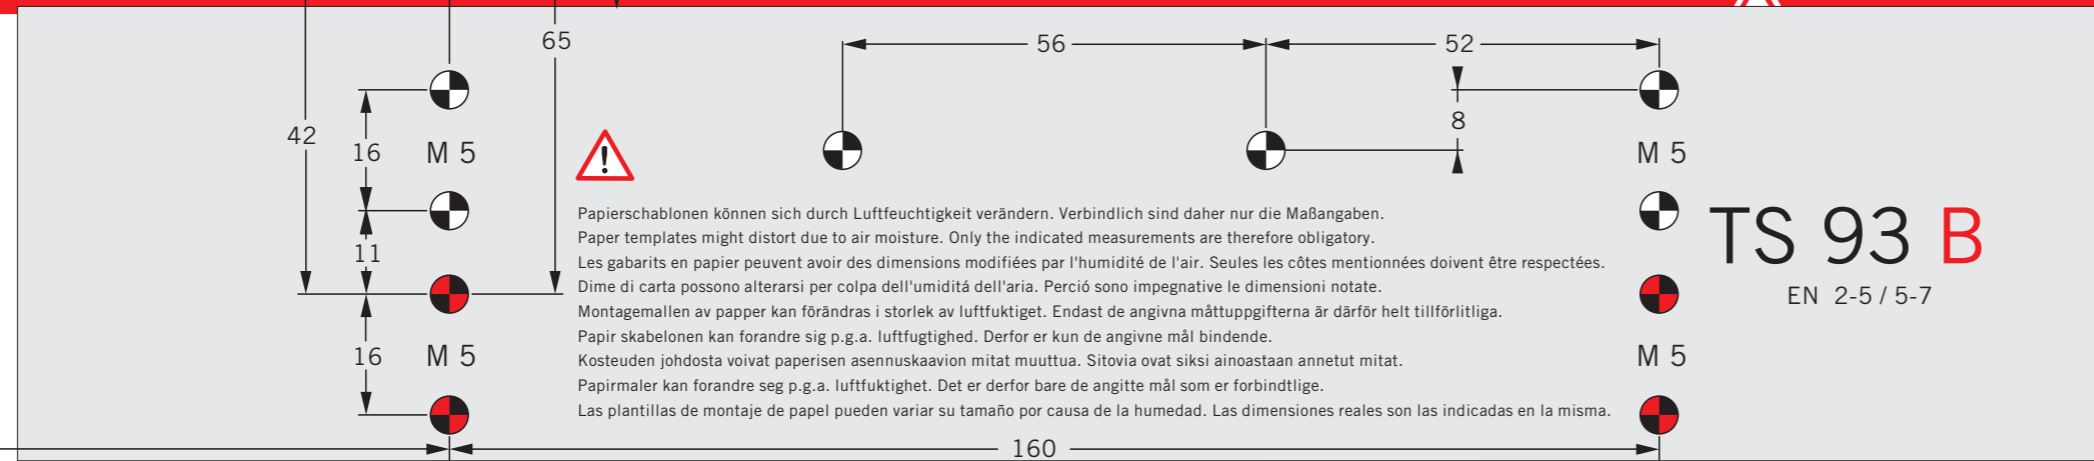 65
56
52
42
16
M 5
8
M 5
11
Papierschablonen können sich durch Luftfeuchtigkeit verändern. Verbindlich sind daher nur die Maßangaben.
Paper templates might distort due to air moisture. Only the indicated measurements are therefore obligatory.
Les gabarits en papier peuvent avoir des dimensions modifiées par l'humidité de l'air. Seules les côtes mentionnées doivent être respectées.
Dime di carta possono alterarsi per colpa dell'umiditá dell'aria. Perció sono impegnative le dimensioni notate.
Montagemallen av papper kan förändras i storlek av luftfuktiget. Endast de angivna måttuppgifterna är därför helt tillförlitliga.
Papir skabelonen kan forandre sig p.g.a. luftfugtighed. Derfor er kun de angivne mål bindende.
Kosteuden johdosta voivat paperisen asennuskaavion mitat muuttua. Sitovia ovat siksi ainoastaan annetut mitat.
Papirmaler kan forandre seg p.g.a. luftfuktighet. Det er derfor bare de angitte mål som er forbindtlige.
Las plantillas de montaje de papel pueden variar su tamaño por causa de la humedad. Las dimensiones reales son las indicadas en la misma.
TS 93 B
EN 2-5 / 5-7
16
M 5
M 5
160